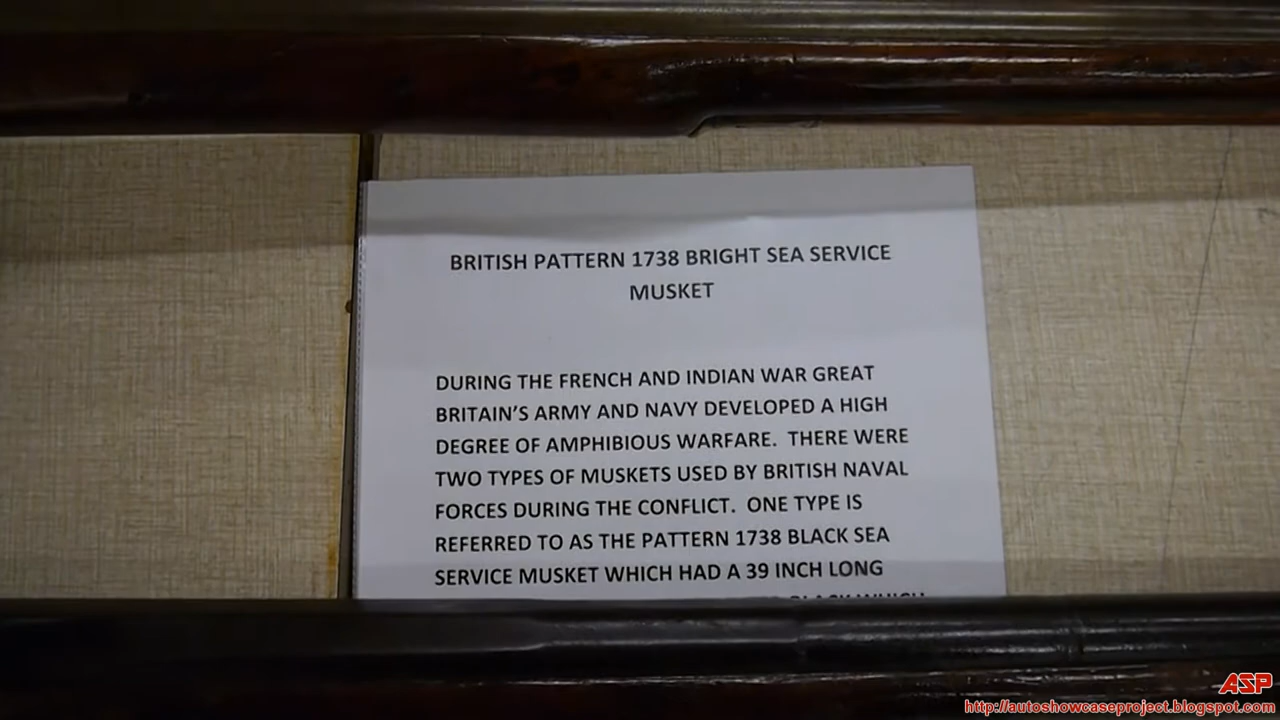 BRITISH PATTERN 1738 BRIGHT SEA SERVICE
MUSKET
DURING THE FRENCH AND INDIAN WAR GREAT
BRITAIN'S ARMY AND NAVY DEVELOPED A HIGH
DEGREE OF AMPHIBIOUS WARFARE.  THERE WERE
TWO TYPES OF MUSKETS USED BY BRITISH NAVAL
FORCES DURING THE CONFLICT.  ONE TYPE IS
REFERRED TO AS THE PATTERN 1738 BLACK SEA
SERVICE MUSKET WHICH HAD A 39 INCH LONG
BLACK WHICH
ASP
http://autoshowcaseproject.blogspot.com